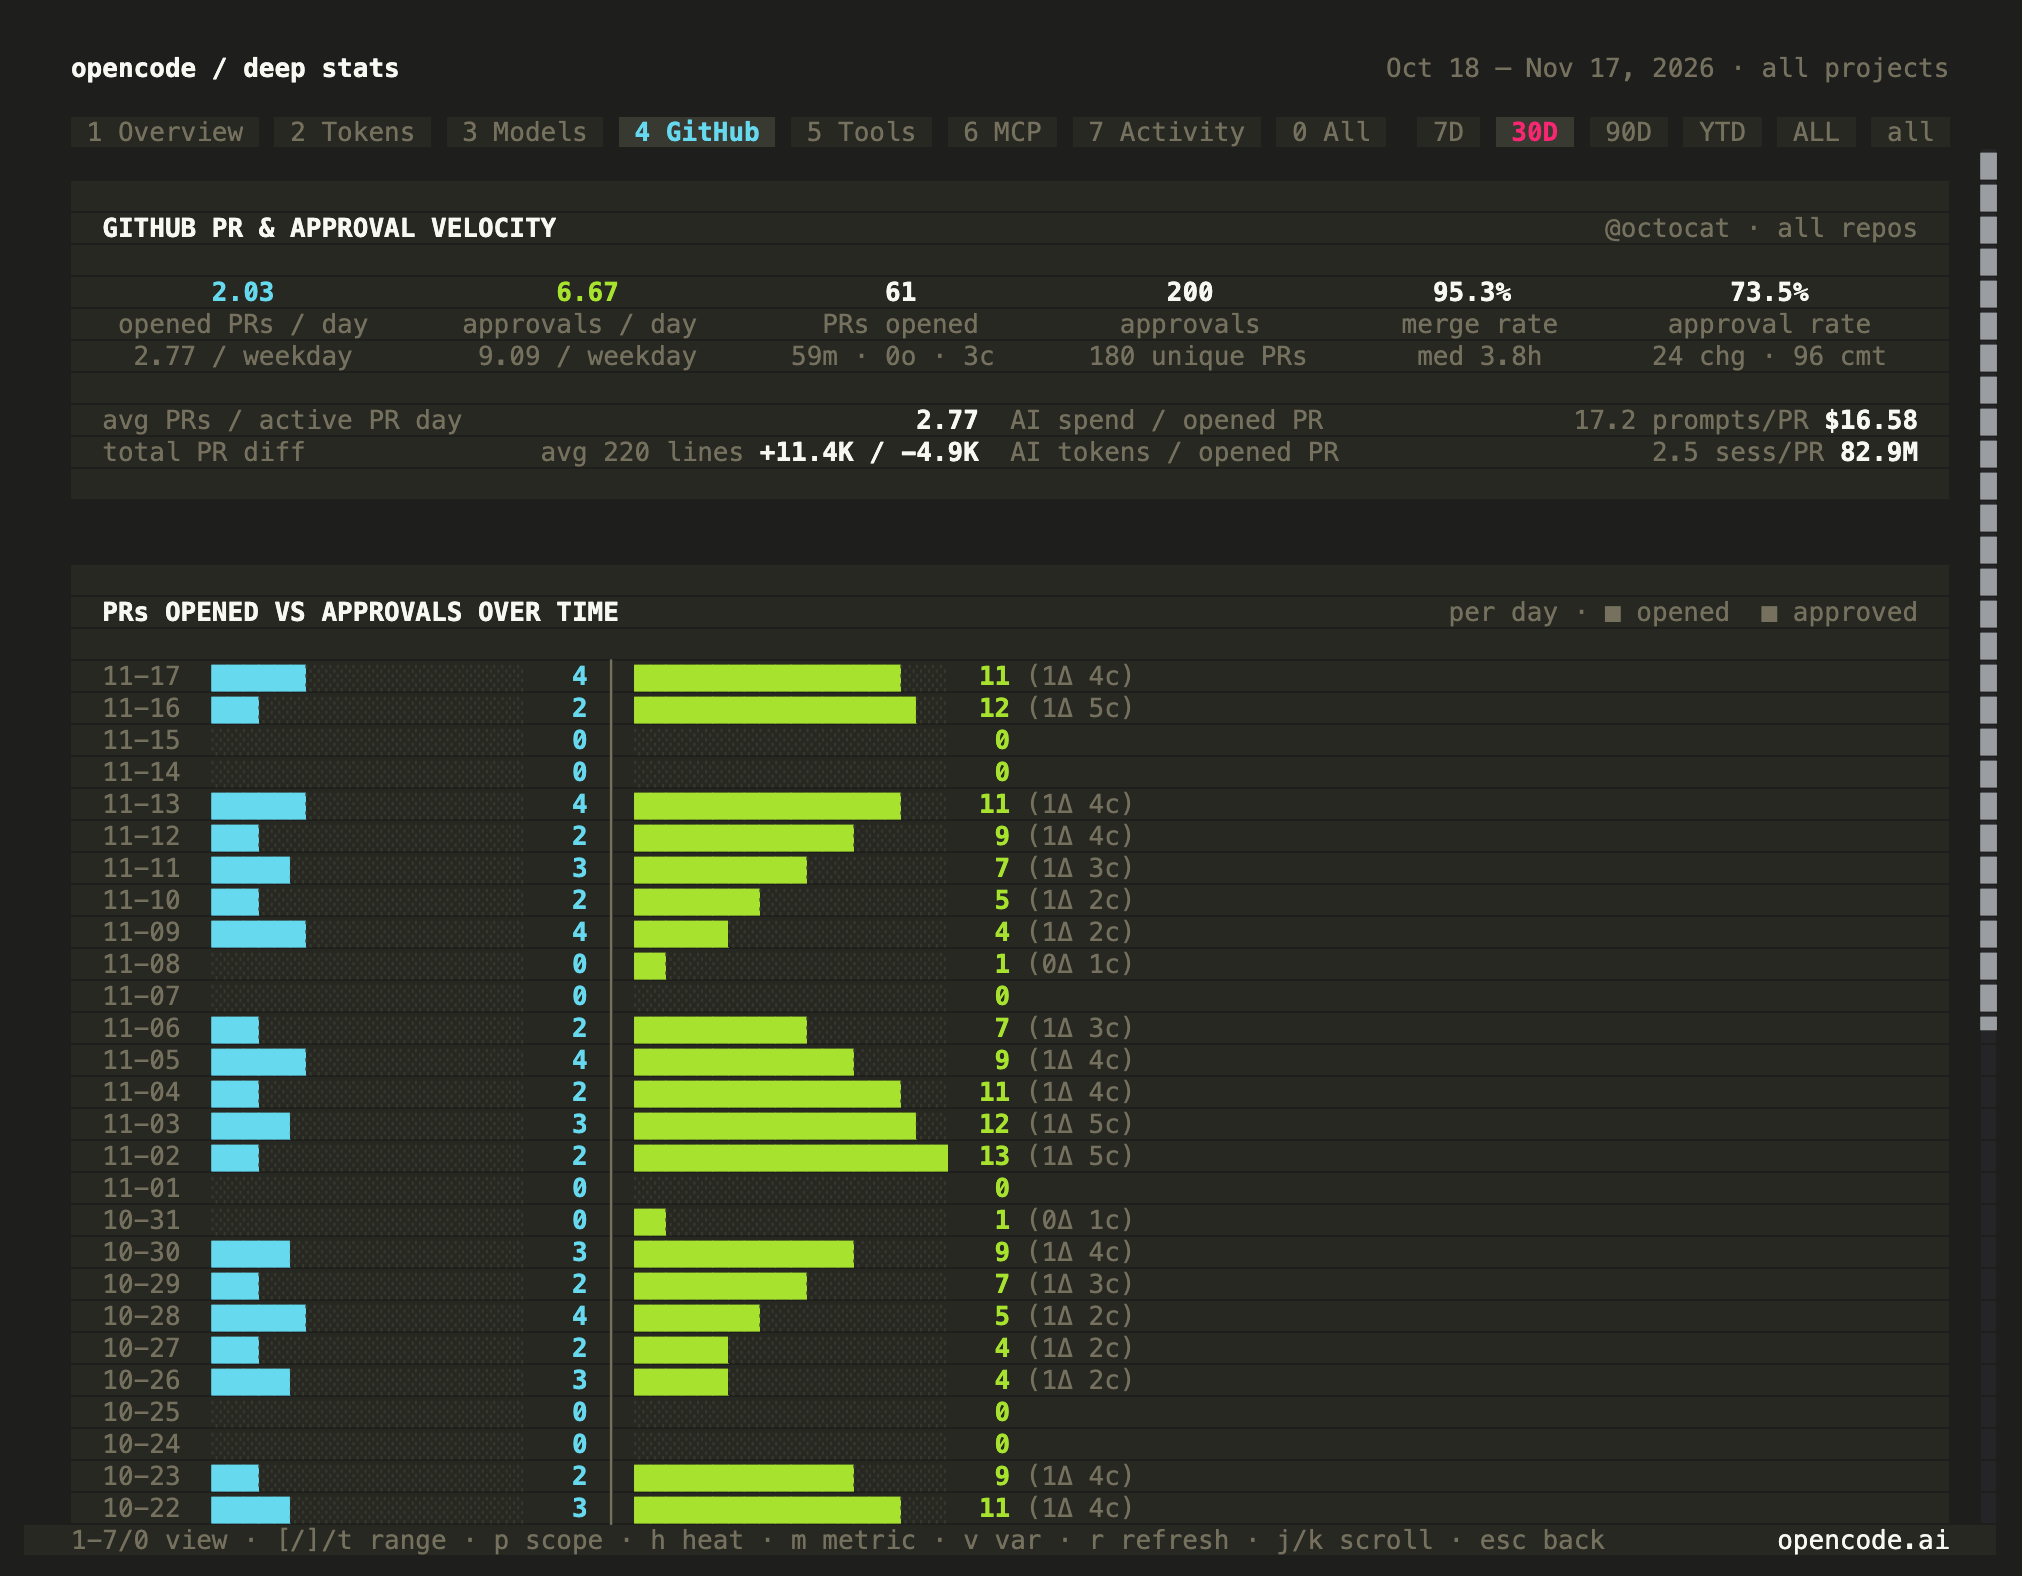 opencode / deep stats Oct 18 – Nov 17, 2026 · all projects
1 Overview 2 Tokens 3 Models 4 GitHub 5 Tools 6 MCP 7 Activity 0 All 7D 30D 90D YTD ALL all
GITHUB PR & APPROVAL VELOCITY @octocat · all repos
2.03 6.67 61 200 95.3% 73.5%
opened PRs / day approvals / day PRs opened approvals merge rate approval rate
2.77 / weekday 9.09 / weekday 59m · 0o · 3c 180 unique PRs med 3.8h 24 chg · 96 cmt
avg PRs / active PR day 2.77 AI spend / opened PR 17.2 prompts/PR $16.58
total PR diff avg 220 lines +11.4K / −4.9K AI tokens / opened PR 2.5 sess/PR 82.9M
PRs OPENED VS APPROVALS OVER TIME per day · ■ opened ■ approved
11-17 4 11 (1Δ 4c)
11-16 2 12 (1Δ 5c)
11-15 0 0
11-14 0 0
11-13 4 11 (1Δ 4c)
11-12 2 9 (1Δ 4c)
11-11 3 7 (1Δ 3c)
11-10 2 5 (1Δ 2c)
11-09 4 4 (1Δ 2c)
11-08 0 1 (0Δ 1c)
11-07 0 0
11-06 2 7 (1Δ 3c)
11-05 4 9 (1Δ 4c)
11-04 2 11 (1Δ 4c)
11-03 3 12 (1Δ 5c)
11-02 2 13 (1Δ 5c)
11-01 0 0
10-31 0 1 (0Δ 1c)
10-30 3 9 (1Δ 4c)
10-29 2 7 (1Δ 3c)
10-28 4 5 (1Δ 2c)
10-27 2 4 (1Δ 2c)
10-26 3 4 (1Δ 2c)
10-25 0 0
10-24 0 0
10-23 2 9 (1Δ 4c)
10-22 3 11 (1Δ 4c)
1-7/0 view · [/]/t range · p scope · h heat · m metric · v var · r refresh · j/k scroll · esc back opencode.ai